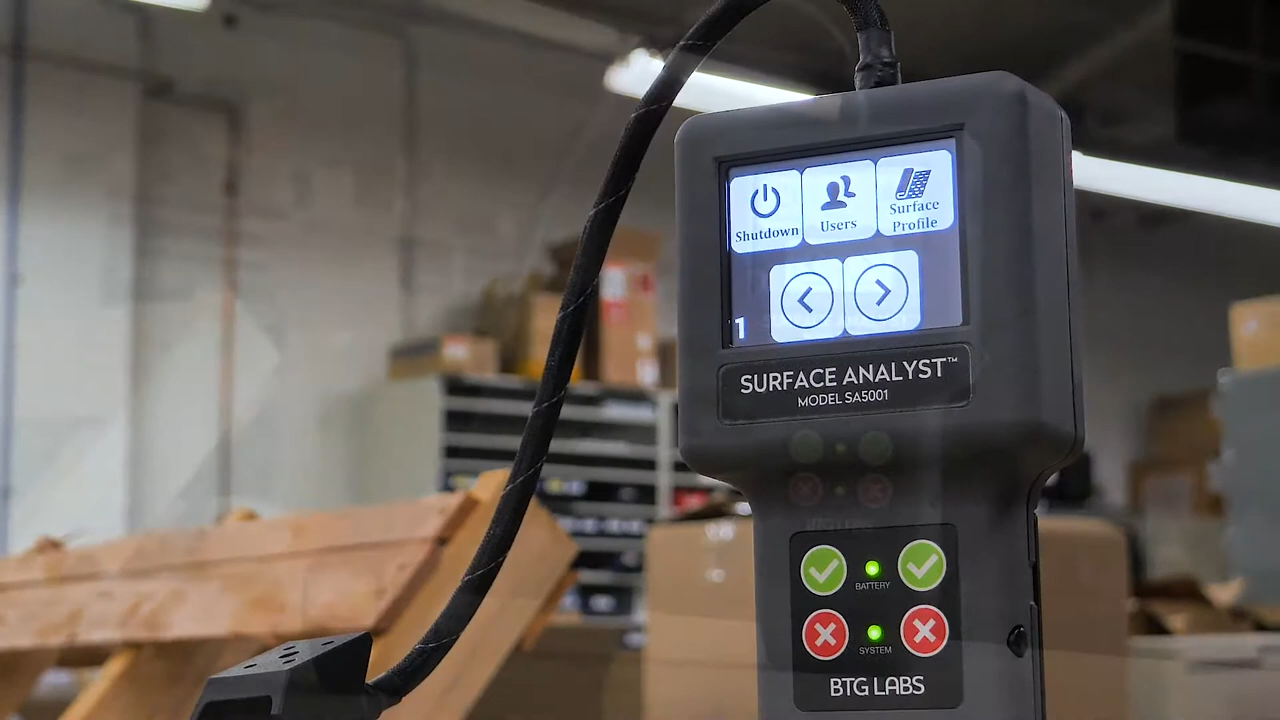 Shutdown
Users
Surface
Profile
1
SURFACE ANALYST™
MODEL SA5001
BATTERY
SYSTEM
BTG LABS